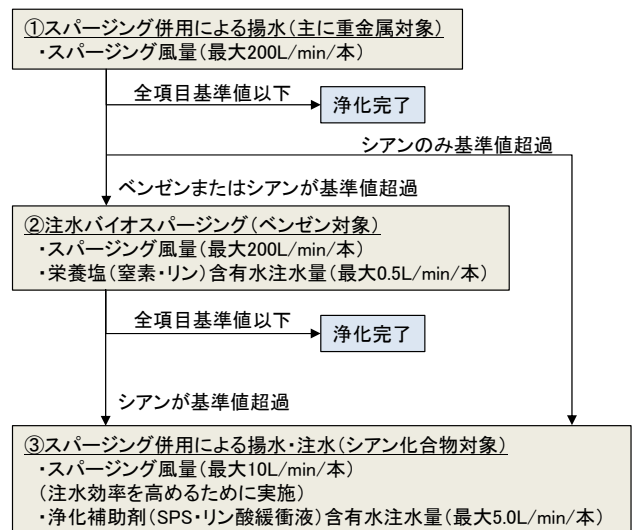 ①スパージング併用による揚水(主に重金属対象)
・スパージング風量(最大200L/min/本)
全項目基準値以下
浄化完了
シアンのみ基準値超過
ベンゼンまたはシアンが基準値超過
②注水バイオスパージング(ベンゼン対象)
・スパージング風量(最大200L/min/本)
・栄養塩(窒素・リン)含有水注水量(最大0.5L/min/本)
全項目基準値以下
浄化完了
シアンが基準値超過
③スパージング併用による揚水・注水(シアン化合物対象)
・スパージング風量(最大10L/min/本)
(注水効率を高めるために実施)
・浄化補助剤(SPS・リン酸緩衝液)含有水注水量(最大5.0L/min/本)